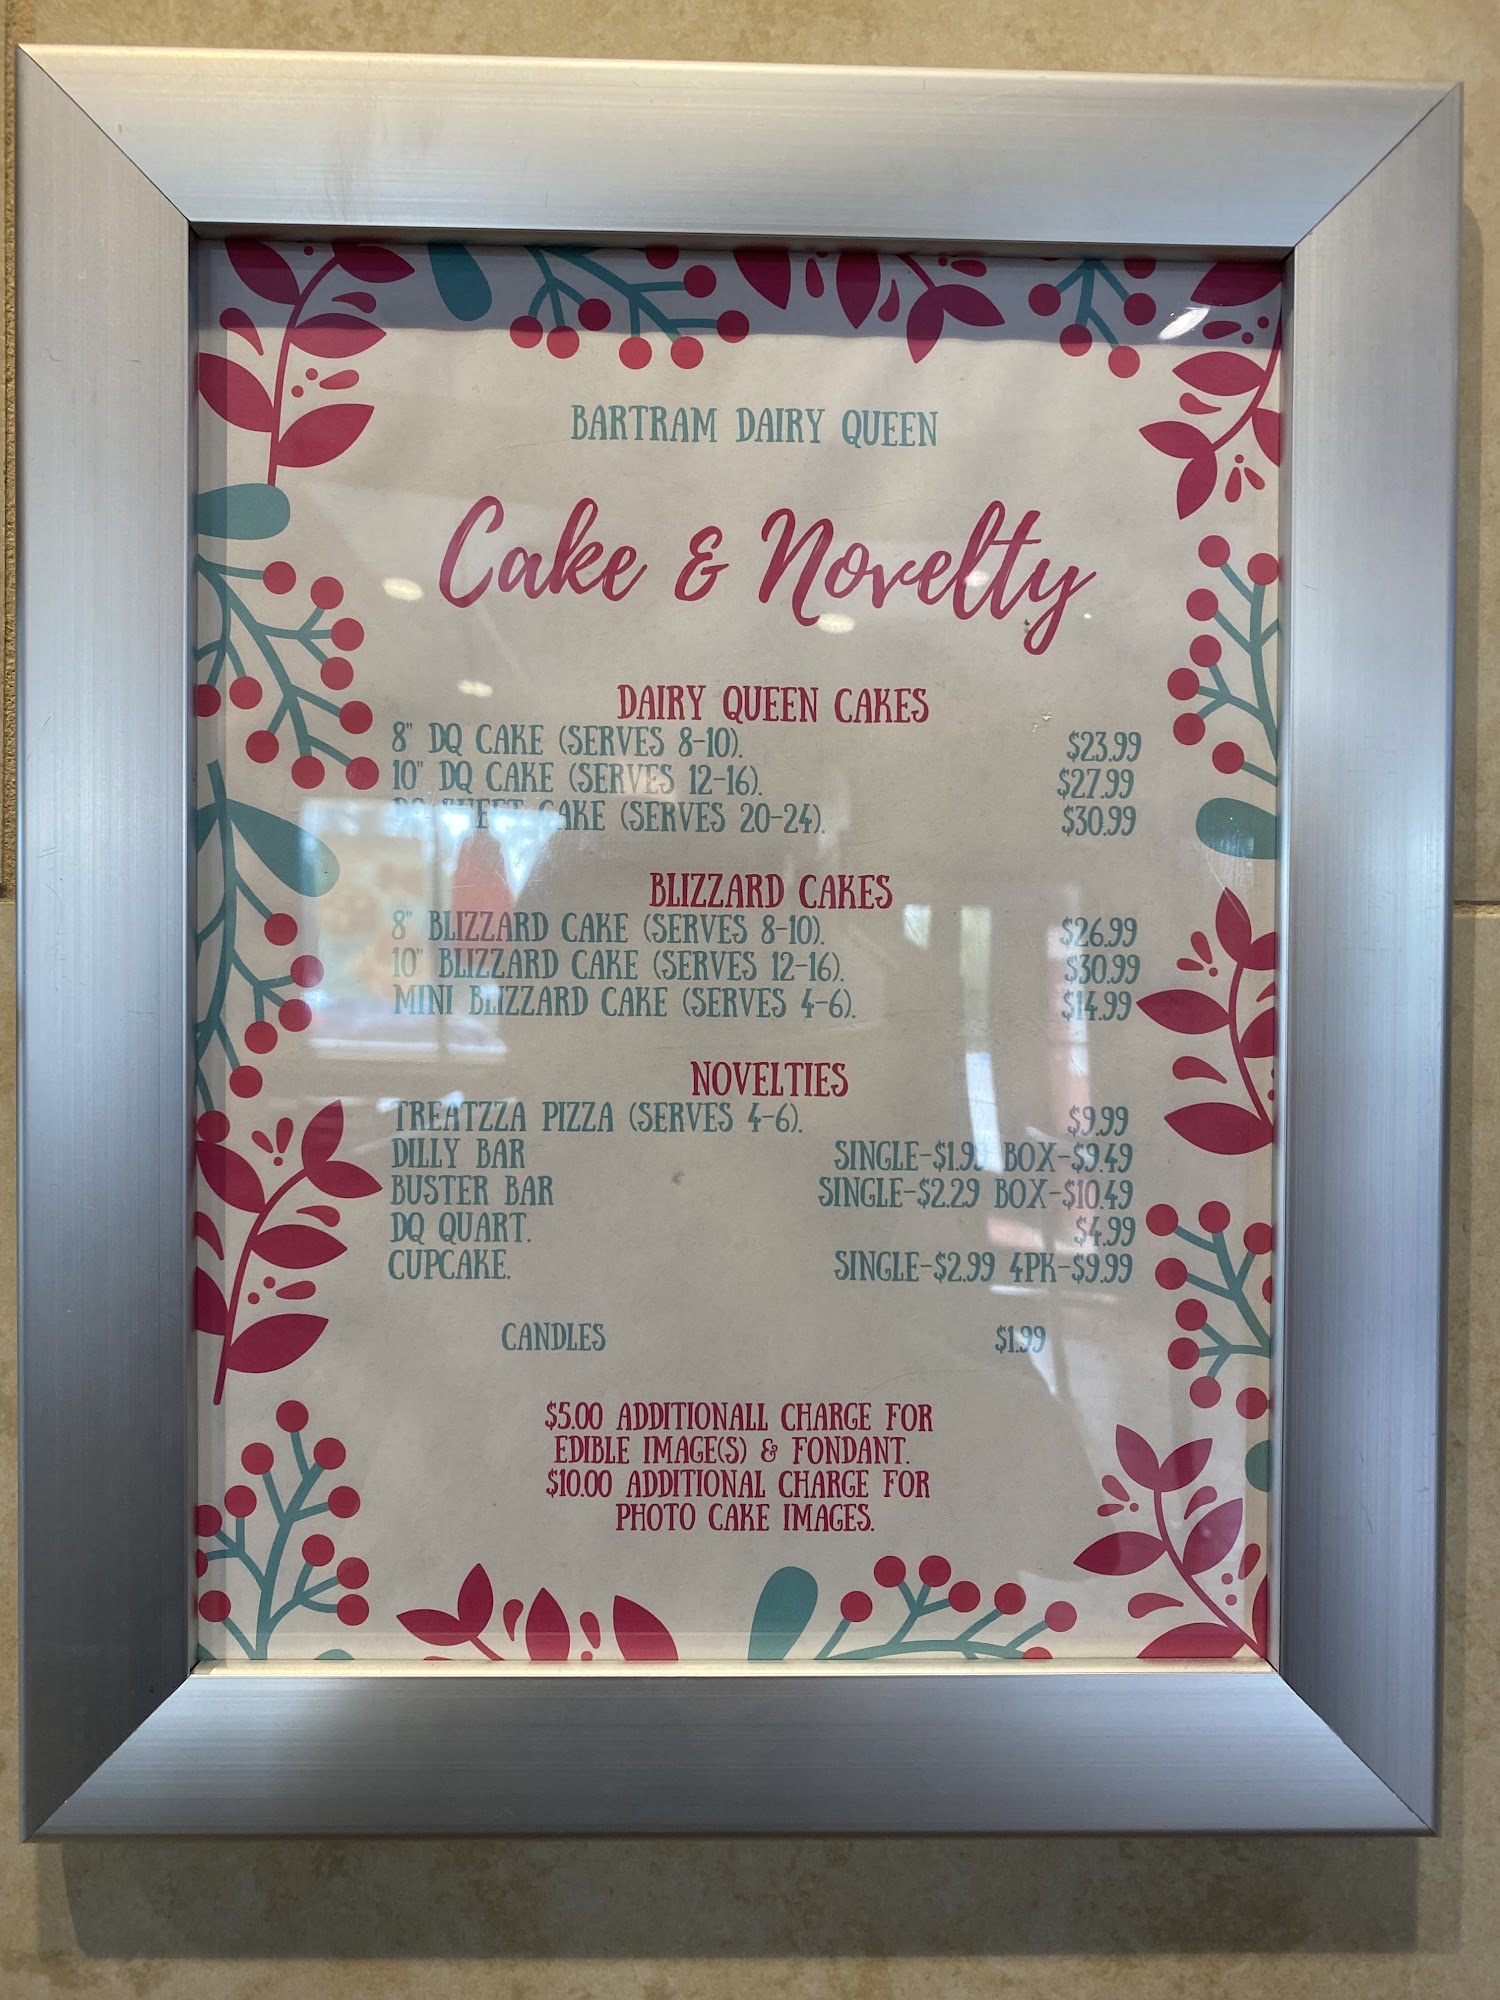 BARTRAM DAIRY QUEEN
Cake & Novelty
DAIRY QUEEN CAKES
8" DQ CAKE (SERVES 8-10). $23.99
10" DQ CAKE (SERVES 12-16). $27.99
DQ SHEET CAKE (SERVES 20-24). $30.99
BLIZZARD CAKES
8" BLIZZARD CAKE (SERVES 8-10). $26.99
10" BLIZZARD CAKE (SERVES 12-16). $30.99
MINI BLIZZARD CAKE (SERVES 4-6). $14.99
NOVELTIES
TREATZZA PIZZA (SERVES 4-6). $9.99
DILLY BAR SINGLE-$1.99 BOX-$9.49
BUSTER BAR SINGLE-$2.29 BOX-$10.49
DQ QUART. $4.99
CUPCAKE. SINGLE-$2.99 4PK-$9.99
CANDLES $1.99
$5.00 ADDITIONALL CHARGE FOR
EDIBLE IMAGE(S) & FONDANT.
$10.00 ADDITIONAL CHARGE FOR
PHOTO CAKE IMAGES.